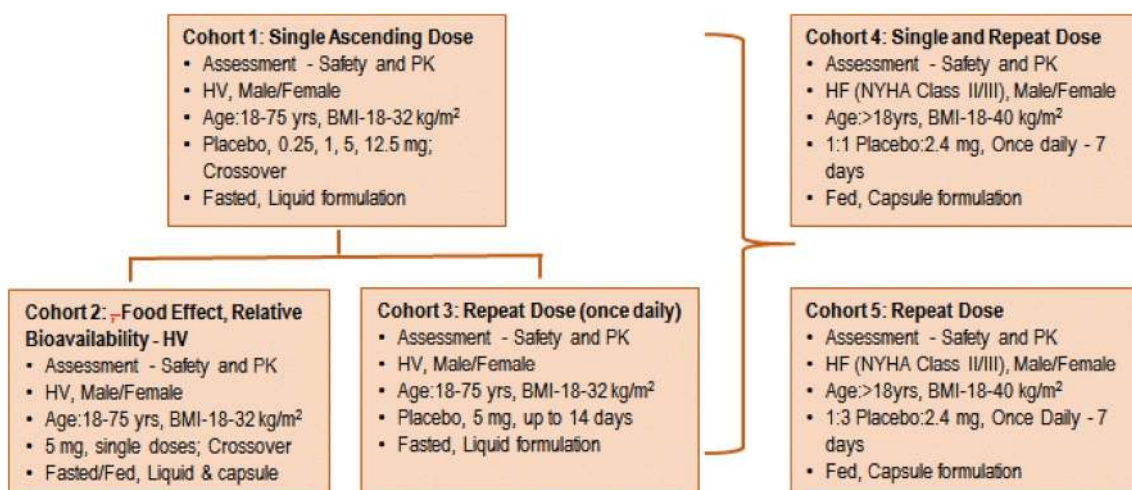 Cohort 1: Single Ascending Dose
• Assessment - Safety and PK
• HV, Male/Female
• Age:18-75 yrs, BMI-18-32 kg/m²
• Placebo, 0.25, 1, 5, 12.5 mg;
Crossover
• Fasted, Liquid formulation
Cohort 2: ,-Food Effect, Relative
Bioavailability - HV
• Assessment - Safety and PK
• HV, Male/Female
• Age:18-75 yrs, BMI-18-32 kg/m²
• 5 mg, single doses; Crossover
• Fasted/Fed, Liquid & capsule
Cohort 3: Repeat Dose (once daily)
• Assessment - Safety and PK
• HV, Male/Female
• Age:18-75 yrs, BMI-18-32 kg/m²
• Placebo, 5 mg, up to 14 days
• Fasted, Liquid formulation
Cohort 4: Single and Repeat Dose
• Assessment - Safety and PK
• HF (NYHA Class II/III), Male/Female
• Age:>18yrs, BMI-18-40 kg/m²
• 1:1 Placebo:2.4 mg, Once daily - 7
days
• Fed, Capsule formulation
Cohort 5: Repeat Dose
• Assessment - Safety and PK
• HF (NYHA Class II/III), Male/Female
• Age:>18yrs, BMI-18-40 kg/m²
• 1:3 Placebo:2.4 mg, Once Daily - 7
days
• Fed, Capsule formulation